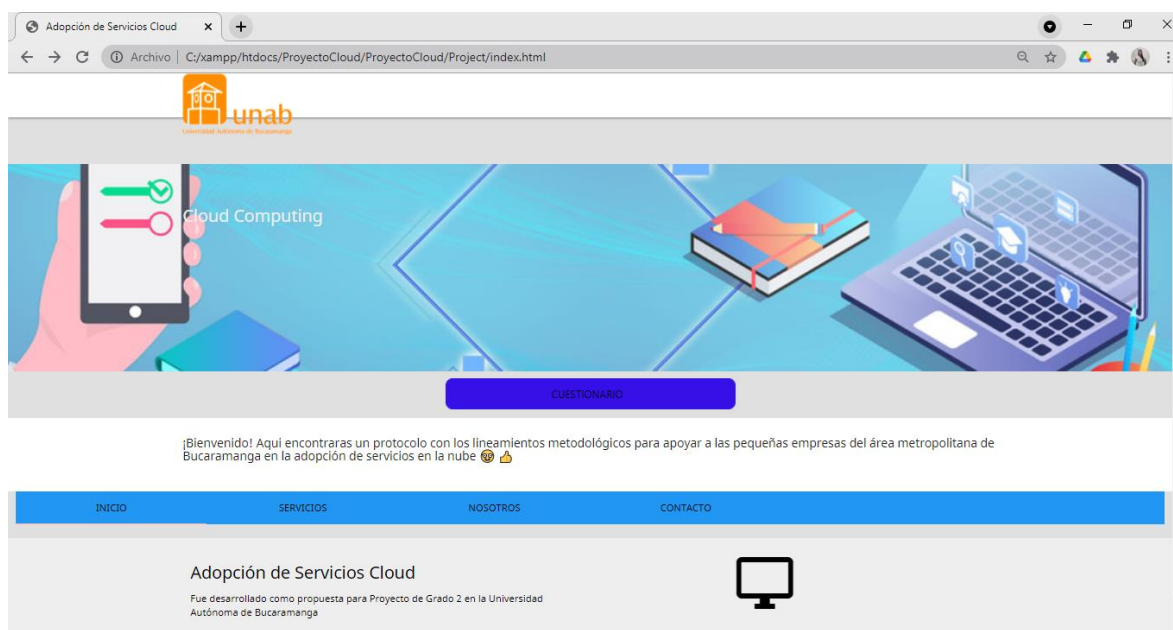 Adopción de Servicios Cloud
Archivo | C:/xampp/htdocs/ProyectoCloud/ProyectoCloud/Project/index.html
unab
Universidad Autónoma de Bucaramanga
Cloud Computing
CUESTIONARIO
¡Bienvenido! Aqui encontraras un protocolo con los lineamientos metodológicos para apoyar a las pequeñas empresas del área metropolitana de
Bucaramanga en la adopción de servicios en la nube 🤓 👍
INICIO SERVICIOS NOSOTROS CONTACTO
Adopción de Servicios Cloud
Fue desarrollado como propuesta para Proyecto de Grado 2 en la Universidad
Autónoma de Bucaramanga